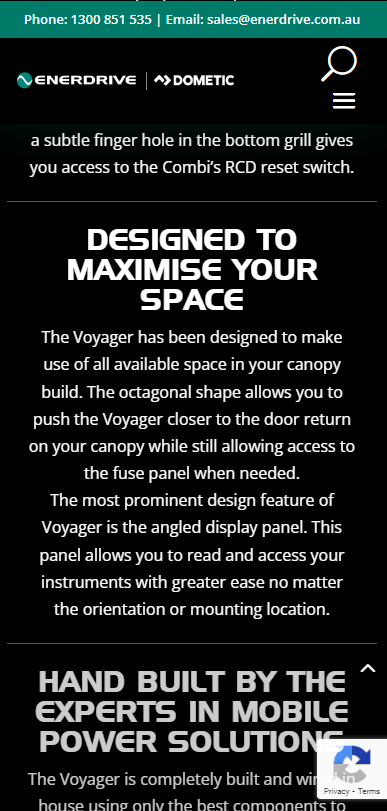 Phone: 1300 851 535 | Email: sales@enerdrive.com.au
ENERDRIVE | DOMETIC
a subtle finger hole in the bottom grill gives
you access to the Combi’s RCD reset switch.
DESIGNED TO
MAXIMISE YOUR
SPACE
The Voyager has been designed to make
use of all available space in your canopy
build. The octagonal shape allows you to
push the Voyager closer to the door return
on your canopy while still allowing access to
the fuse panel when needed.
The most prominent design feature of
Voyager is the angled display panel. This
panel allows you to read and access your
instruments with greater ease no matter
the orientation or mounting location.
HAND BUILT BY THE
EXPERTS IN MOBILE
POWER SOLUTIONS
The Voyager is completely built and wired in
house using only the best components to
Privacy - Terms